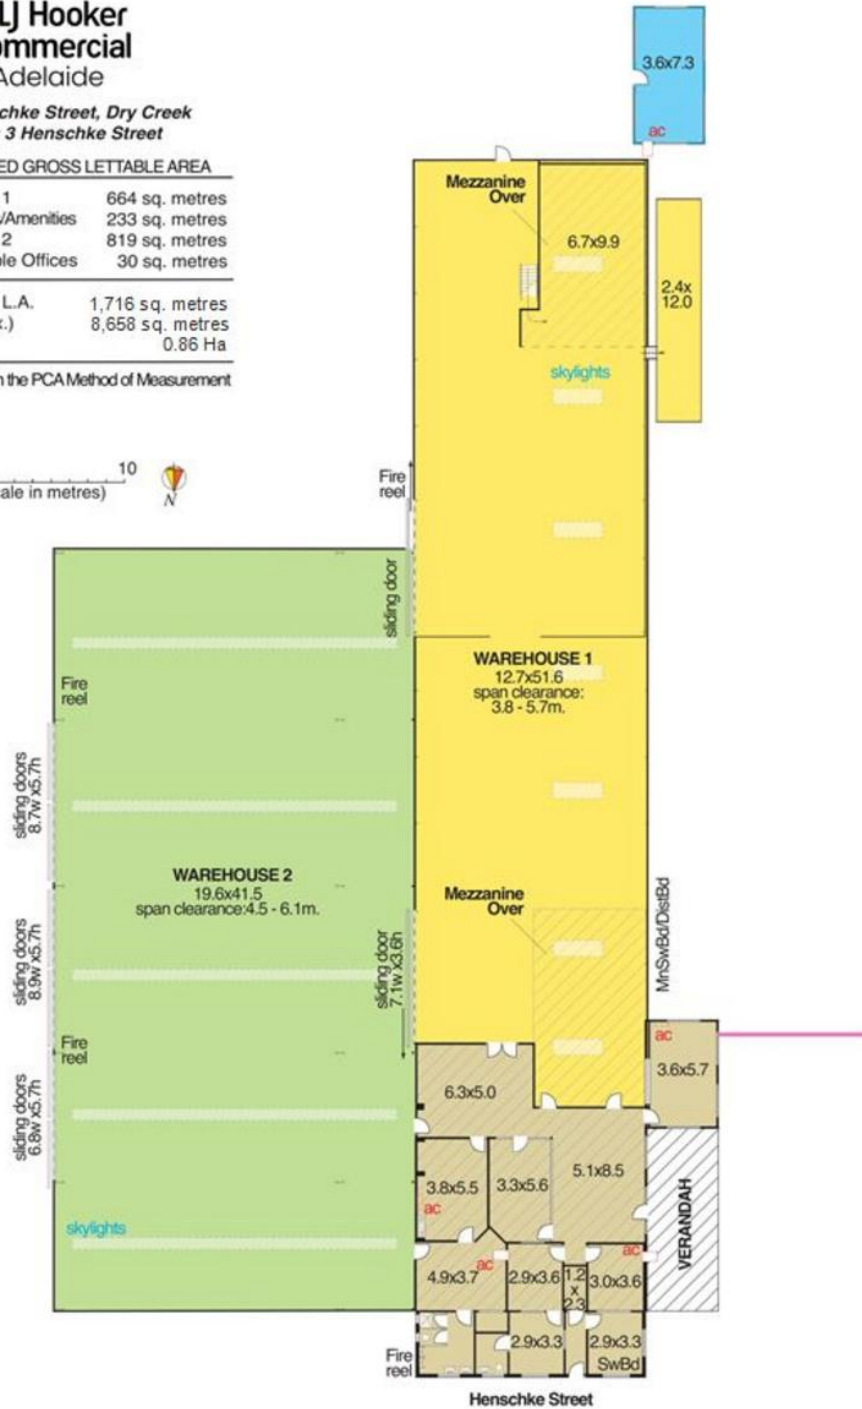 LJ Hooker
ommercial
Adelaide
chke Street, Dry Creek
3 Henschke Street
ED GROSS LETTABLE AREA
1 664 sq. metres
/Amenities 233 sq. metres
2 819 sq. metres
le Offices 30 sq. metres
L.A. 1,716 sq. metres
x.) 8,658 sq. metres
0.86 Ha
n the PCA Method of Measurement
10
ale in metres)
N
3.6x7.3
ac
Mezzanine
Over
6.7x9.9
2.4x
12.0
skylights
Fire
reel
sliding door
WAREHOUSE 1
12.7x51.6
span clearance:
3.8 - 5.7m.
Fire
reel
sliding doors
8.7w x5.7h
WAREHOUSE 2
19.6x41.5
span clearance:4.5 - 6.1m.
Mezzanine
Over
MnSwBd/DistBd
sliding doors
8.9w x5.7h
sliding door
7.1w x3.6h
Fire
reel
ac
3.6x5.7
6.3x5.0
sliding doors
6.8w x5.7h
3.8x5.5
ac
3.3x5.6
5.1x8.5
VERANDAH
skylights
4.9x3.7
ac
2.9x3.6
1.2
x
2.3
ac
3.0x3.6
2.9x3.3
2.9x3.3
SwBd
Fire
reel
Henschke Street